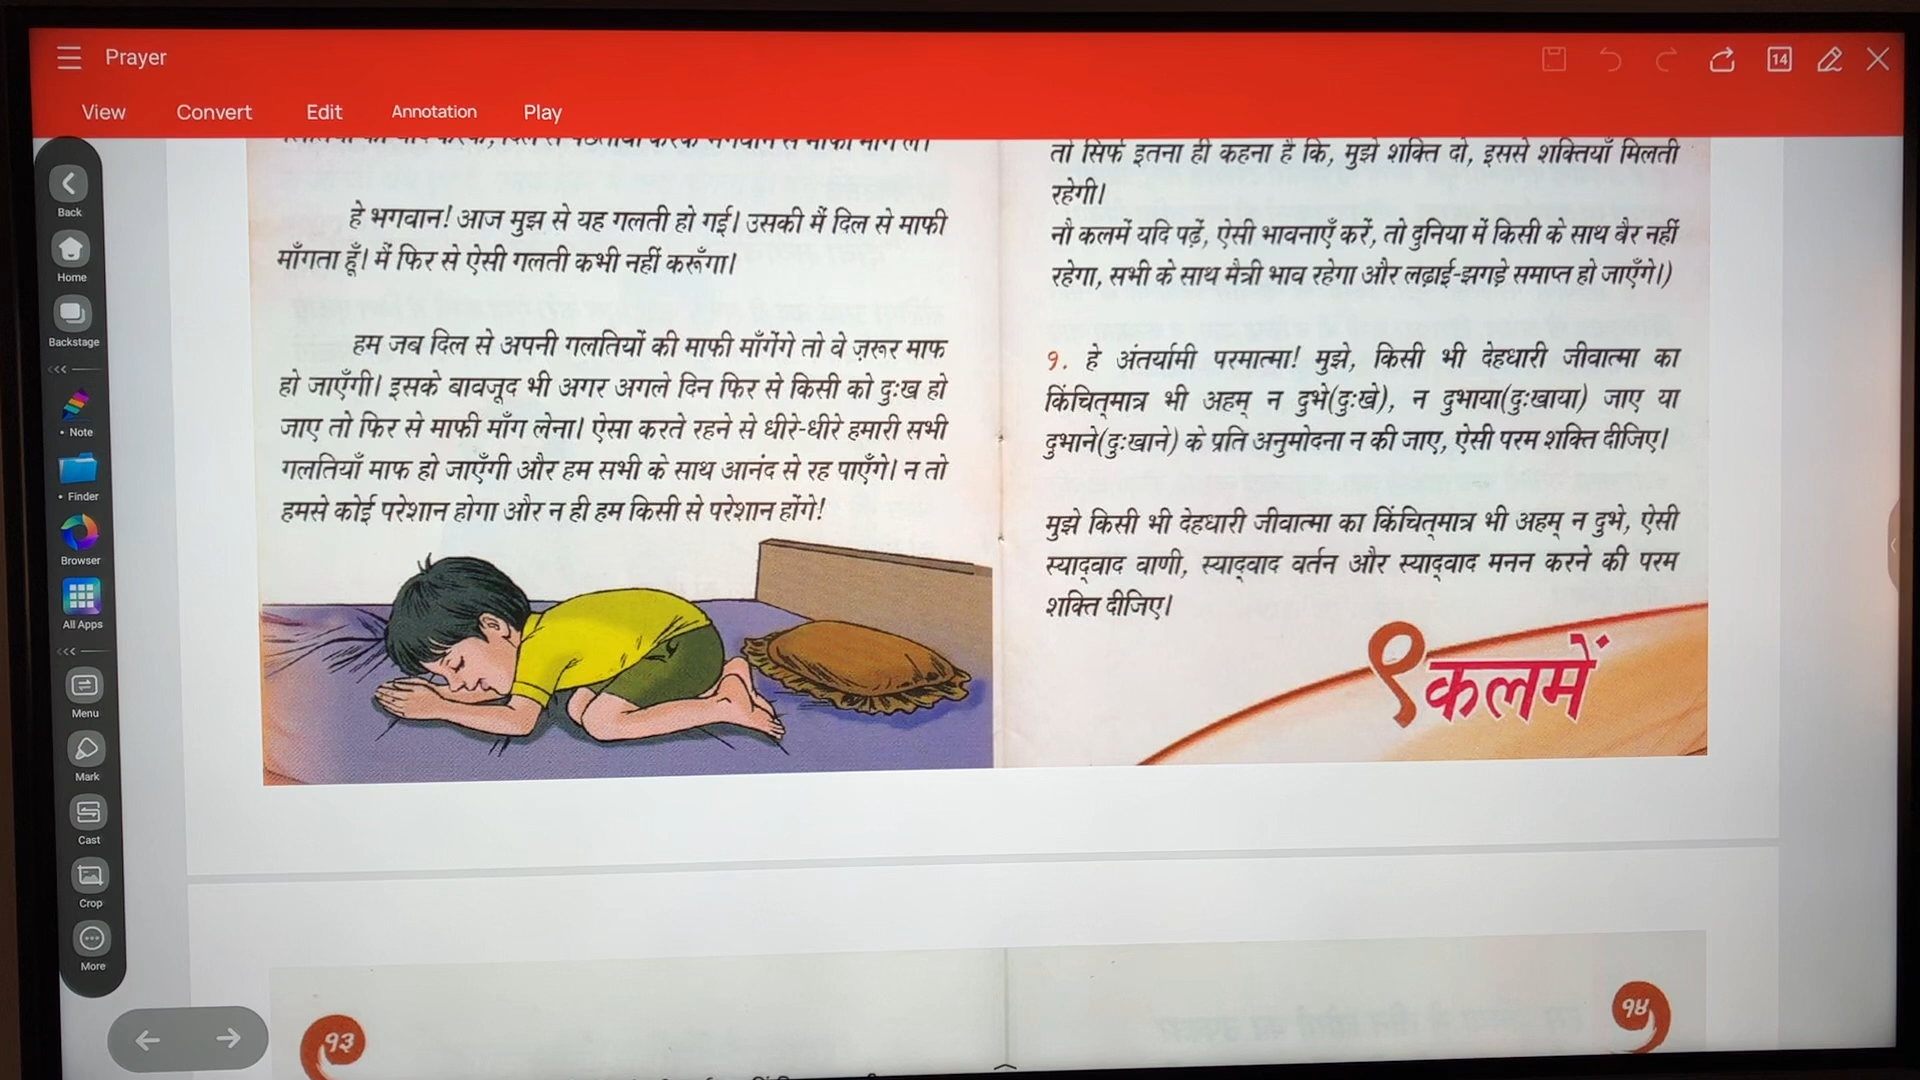 Prayer
14
View
Convert
Edit
Annotation
Play
Back
Home
Backstage
Note
Finder
Browser
All Apps
Menu
Mark
Cast
Crop
More
हे भगवान! आज मुझ से यह गलती हो गई। उसकी मैं दिल से माफी
माँगता हूँ। मैं फिर से ऐसी गलती कभी नहीं करूँगा।
हम जब दिल से अपनी गलतियों की माफी माँगेंगे तो वे ज़रूर माफ
हो जाएँगी। इसके बावजूद भी अगर अगले दिन फिर से किसी को दुःख हो
जाए तो फिर से माफी माँग लेना। ऐसा करते रहने से धीरे-धीरे हमारी सभी
गलतियाँ माफ हो जाएँगी और हम सभी के साथ आनंद से रह पाएँगे। न तो
हमसे कोई परेशान होगा और न ही हम किसी से परेशान होंगे!
तो सिर्फ इतना ही कहना है कि, मुझे शक्ति दो, इससे शक्तियाँ मिलती
रहेगी।
नौ कलमें यदि पढ़ें, ऐसी भावनाएँ करें, तो दुनिया में किसी के साथ बैर नहीं
रहेगा, सभी के साथ मैत्री भाव रहेगा और लढ़ाई-झगड़े समाप्त हो जाएँगे।)
१. हे अंतर्यामी परमात्मा! मुझे, किसी भी देहधारी जीवात्मा का
किंचित्‌मात्र भी अहम् न दुभे(दुःखे), न दुभाया(दुःखाया) जाए या
दुभाने(दुःखाने) के प्रति अनुमोदना न की जाए, ऐसी परम शक्ति दीजिए।
मुझे किसी भी देहधारी जीवात्मा का किंचित्‌मात्र भी अहम् न दुभे, ऐसी
स्याद्‌वाद वाणी, स्याद्‌वाद वर्तन और स्याद्‌वाद मनन करने की परम
शक्ति दीजिए।
९ कलमें
१३
१४